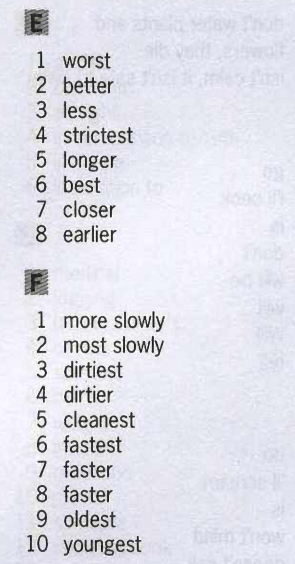 E
1 worst
2 better
3 less
4 strictest
5 longer
6 best
7 closer
8 earlier
F
1 more slowly
2 most slowly
3 dirtiest
4 dirtier
5 cleanest
6 fastest
7 faster
8 faster
9 oldest
10 youngest